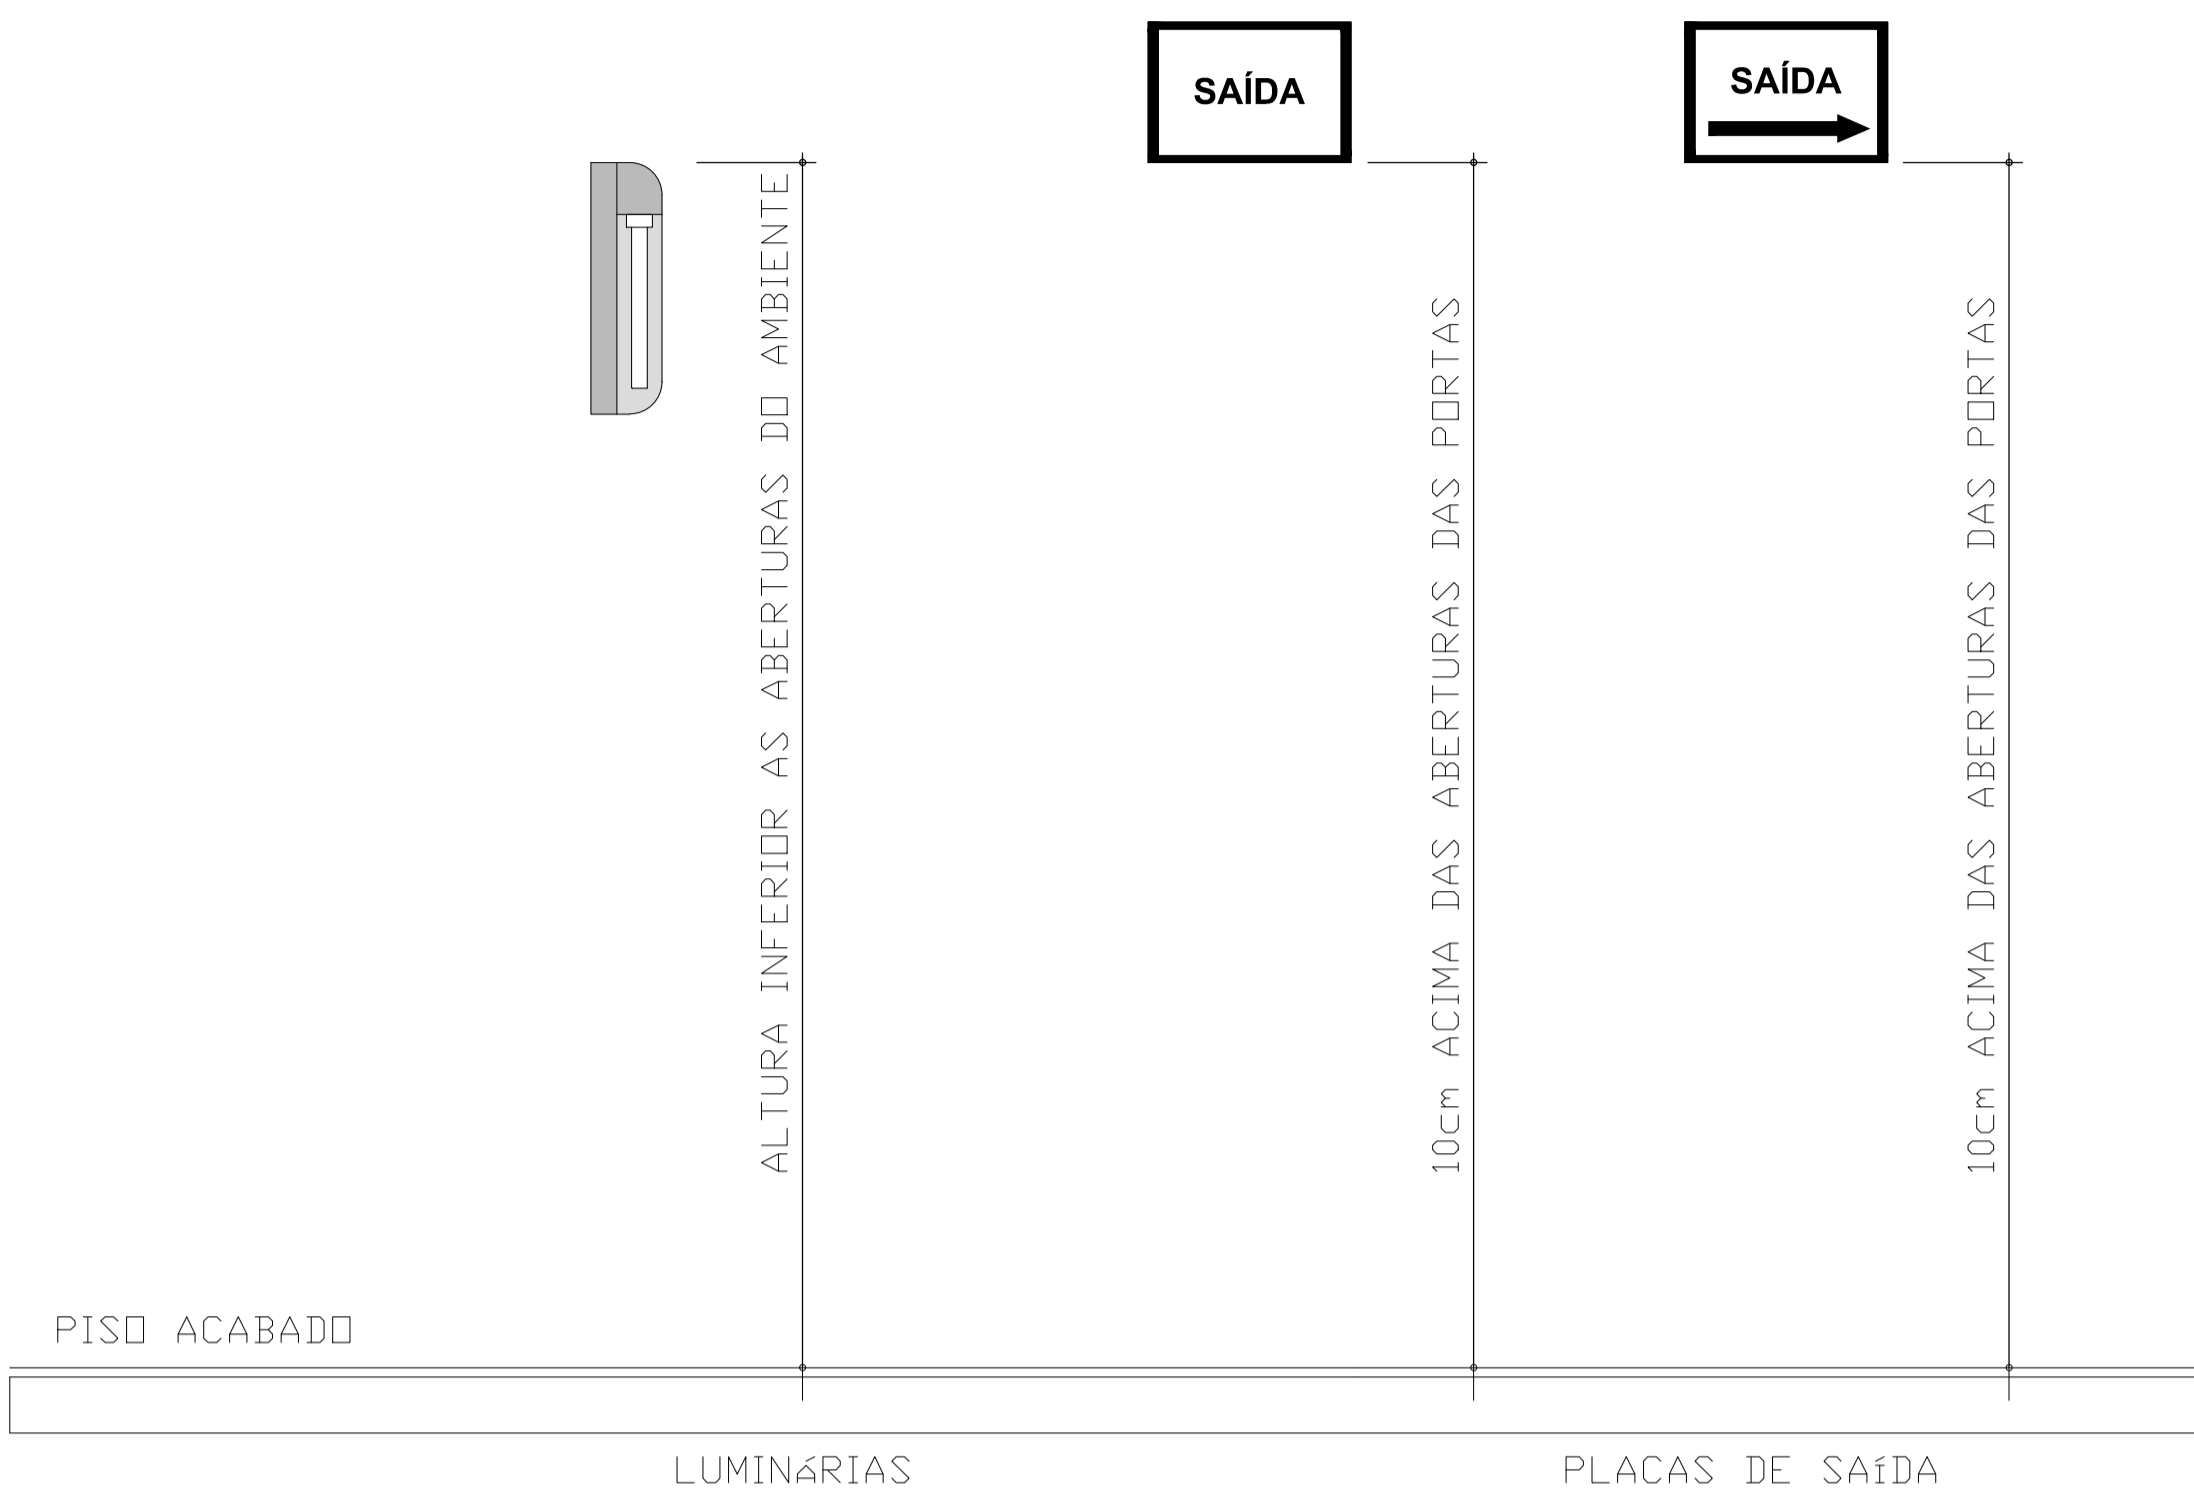 SAÍDA
SAÍDA
ALTURA INFERIOR AS ABERTURAS DO AMBIENTE
10cm ACIMA DAS ABERTURAS DAS PORTAS
10cm ACIMA DAS ABERTURAS DAS PORTAS
PISO ACABADO
LUMINáRIAS
PLACAS DE SAíDA